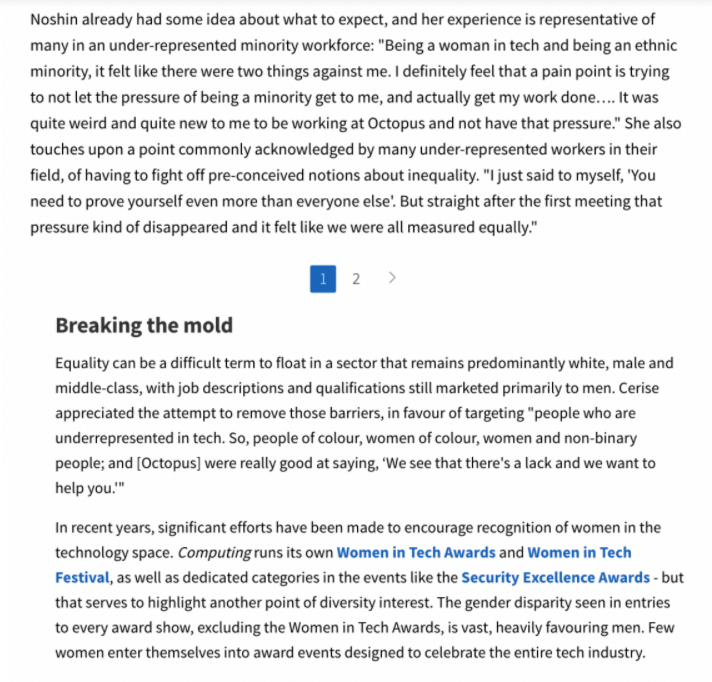 Noshin already had some idea about what to expect, and her experience is representative of
many in an under-represented minority workforce: "Being a woman in tech and being an ethnic
minority, it felt like there were two things against me. I definitely feel that a pain point is trying
to not let the pressure of being a minority get to me, and actually get my work done…. It was
quite weird and quite new to me to be working at Octopus and not have that pressure." She also
touches upon a point commonly acknowledged by many under-represented workers in their
field, of having to fight off pre-conceived notions about inequality. "I just said to myself, 'You
need to prove yourself even more than everyone else'. But straight after the first meeting that
pressure kind of disappeared and it felt like we were all measured equally."
1 2 >
Breaking the mold
Equality can be a difficult term to float in a sector that remains predominantly white, male and
middle-class, with job descriptions and qualifications still marketed primarily to men. Cerise
appreciated the attempt to remove those barriers, in favour of targeting "people who are
underrepresented in tech. So, people of colour, women of colour, women and non-binary
people; and [Octopus] were really good at saying, ‘We see that there's a lack and we want to
help you.'"
In recent years, significant efforts have been made to encourage recognition of women in the
technology space. Computing runs its own Women in Tech Awards and Women in Tech
Festival, as well as dedicated categories in the events like the Security Excellence Awards - but
that serves to highlight another point of diversity interest. The gender disparity seen in entries
to every award show, excluding the Women in Tech Awards, is vast, heavily favouring men. Few
women enter themselves into award events designed to celebrate the entire tech industry.